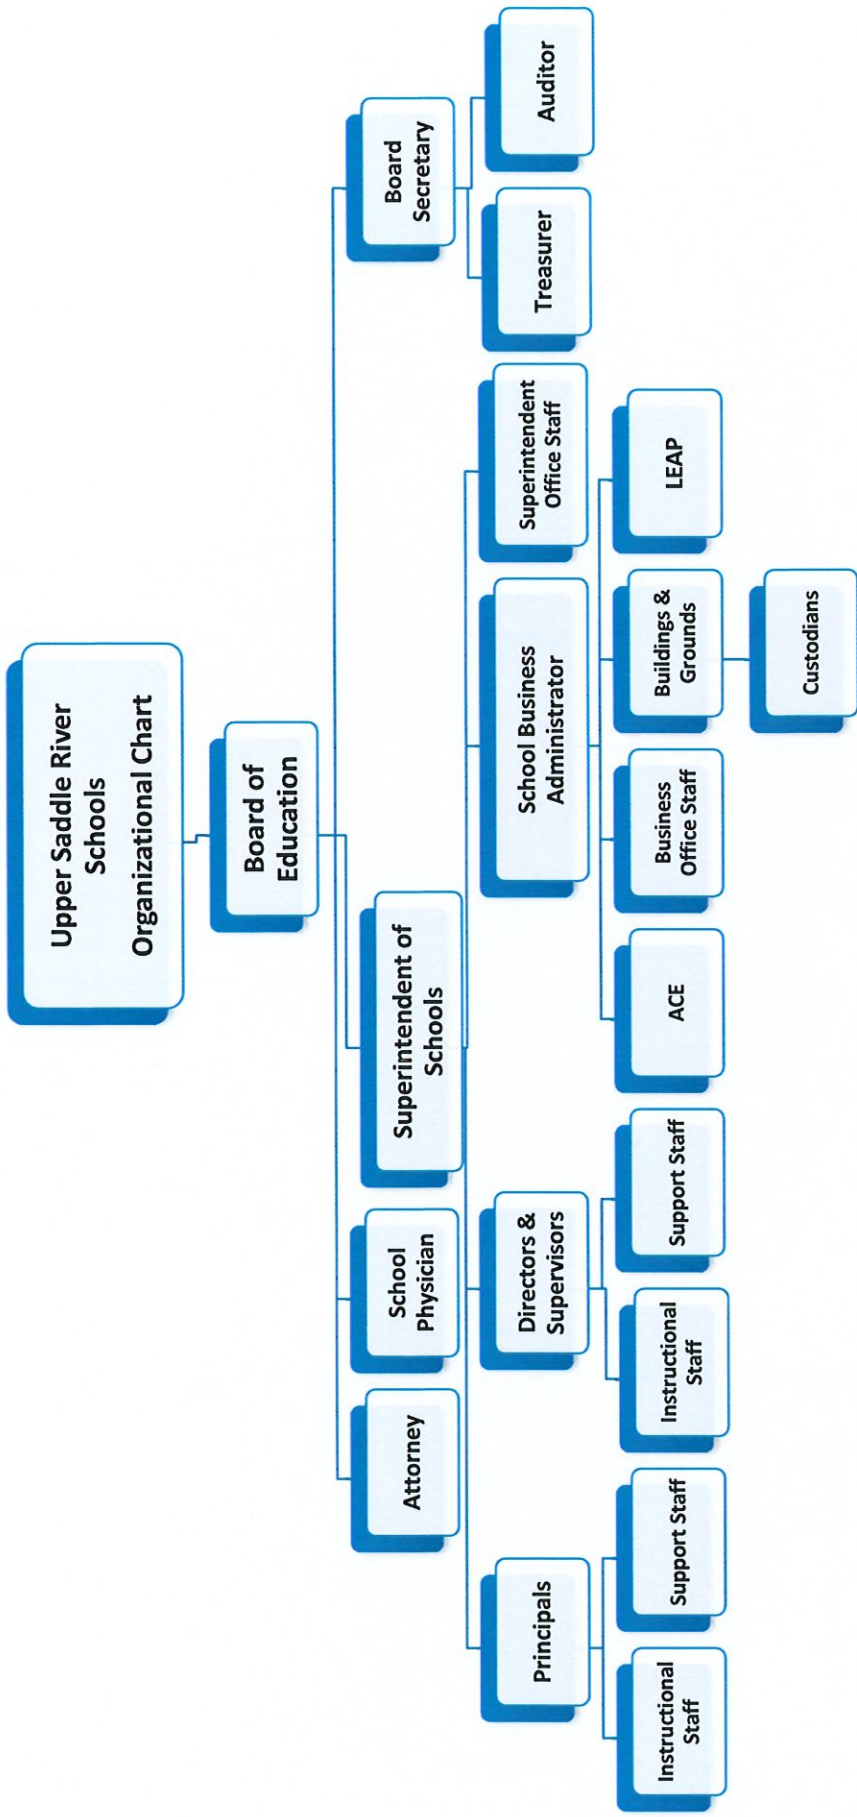 Upper Saddle River
Schools
Organizational Chart
Board of
Education
Attorney
School
Physician
Superintendent of
Schools
Board
Secretary
Principals
Directors &
Supervisors
School Business
Administrator
Superintendent
Office Staff
Treasurer
Auditor
Instructional
Staff
Support Staff
Instructional
Staff
Support Staff
ACE
Business
Office Staff
Buildings &
Grounds
LEAP
Custodians